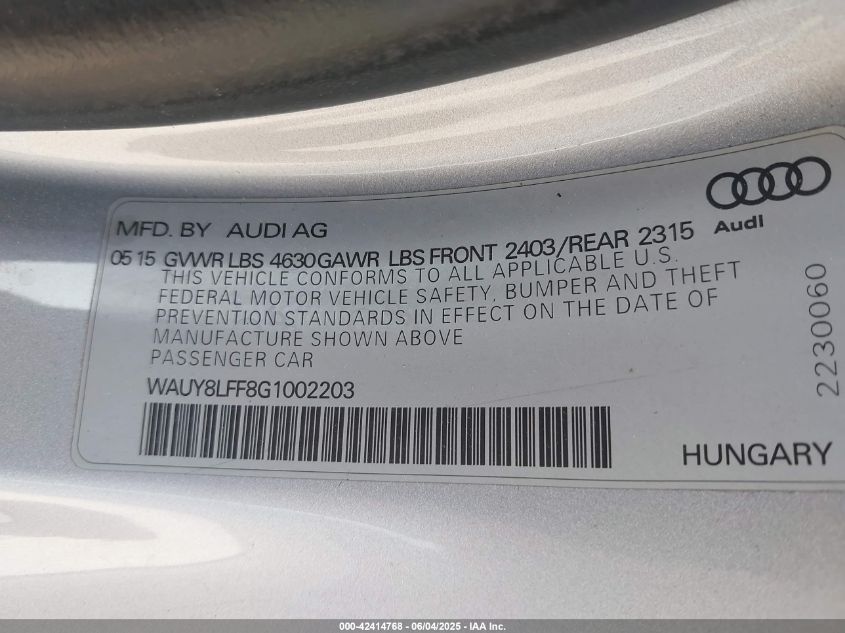 Audi
MFD. BY AUDI AG
05 15 GVWR LBS 4630 GAWR LBS FRONT 2403/REAR 2315
THIS VEHICLE CONFORMS TO ALL APPLICABLE U.S.
FEDERAL MOTOR VEHICLE SAFETY, BUMPER AND THEFT
PREVENTION STANDARDS IN EFFECT ON THE DATE OF
MANUFACTURE SHOWN ABOVE
PASSENGER CAR
WAUY8LFF8G1002203
HUNGARY
2230060
000-42414768 - 06/04/2025 - IAA Inc.